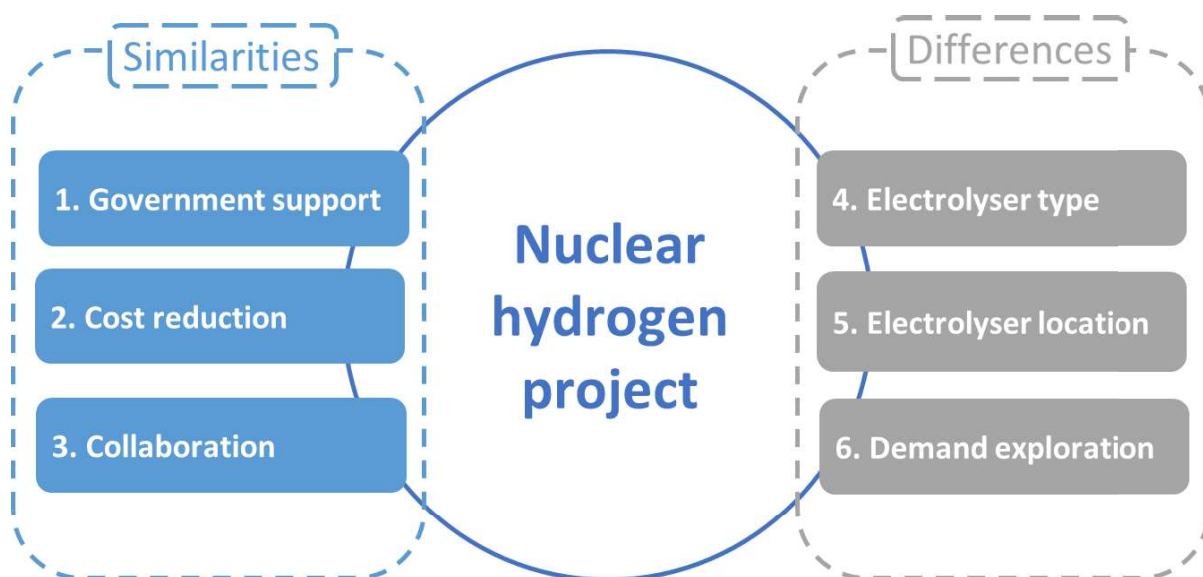 Similarities
1. Government support
2. Cost reduction
3. Collaboration
Nuclear
hydrogen
project
Differences
4. Electrolyser type
5. Electrolyser location
6. Demand exploration